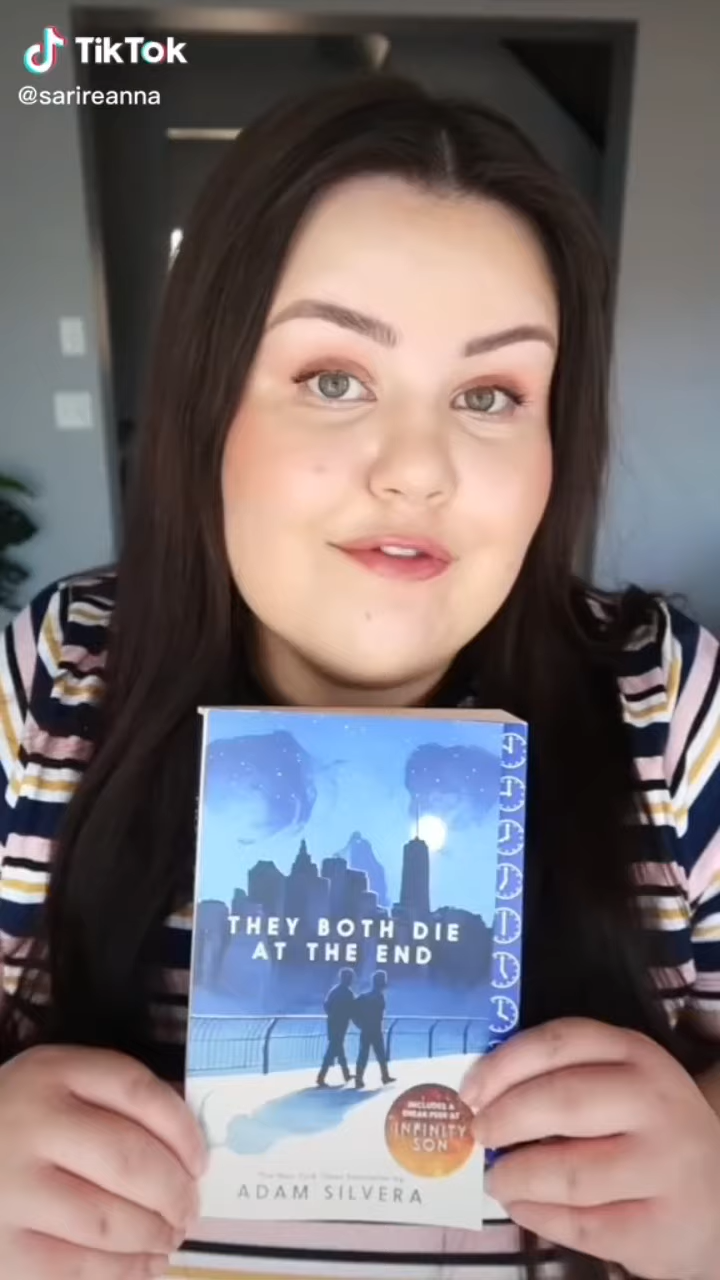 TikTok
@sarireanna
THEY BOTH DIE
AT THE END
INCLUDES A
SNEAK PEEK AT
INFINITY
SON
The New York Times bestseller by
ADAM SILVERA